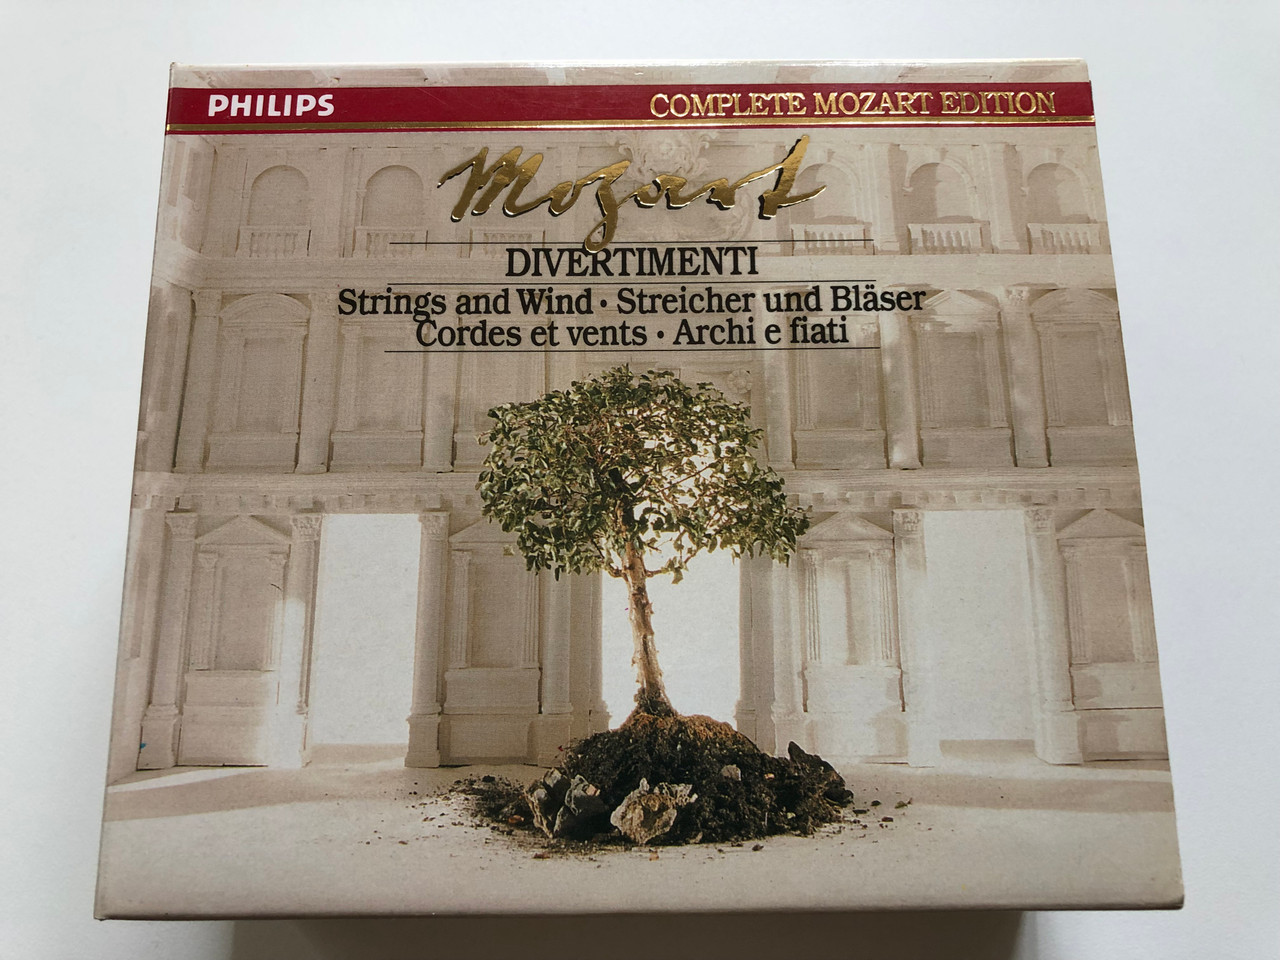 PHILIPS COMPLETE MOZART EDITION
Mozart
DIVERTIMENTI
Strings and Wind · Streicher und Bläser
Cordes et vents · Archi e fiati